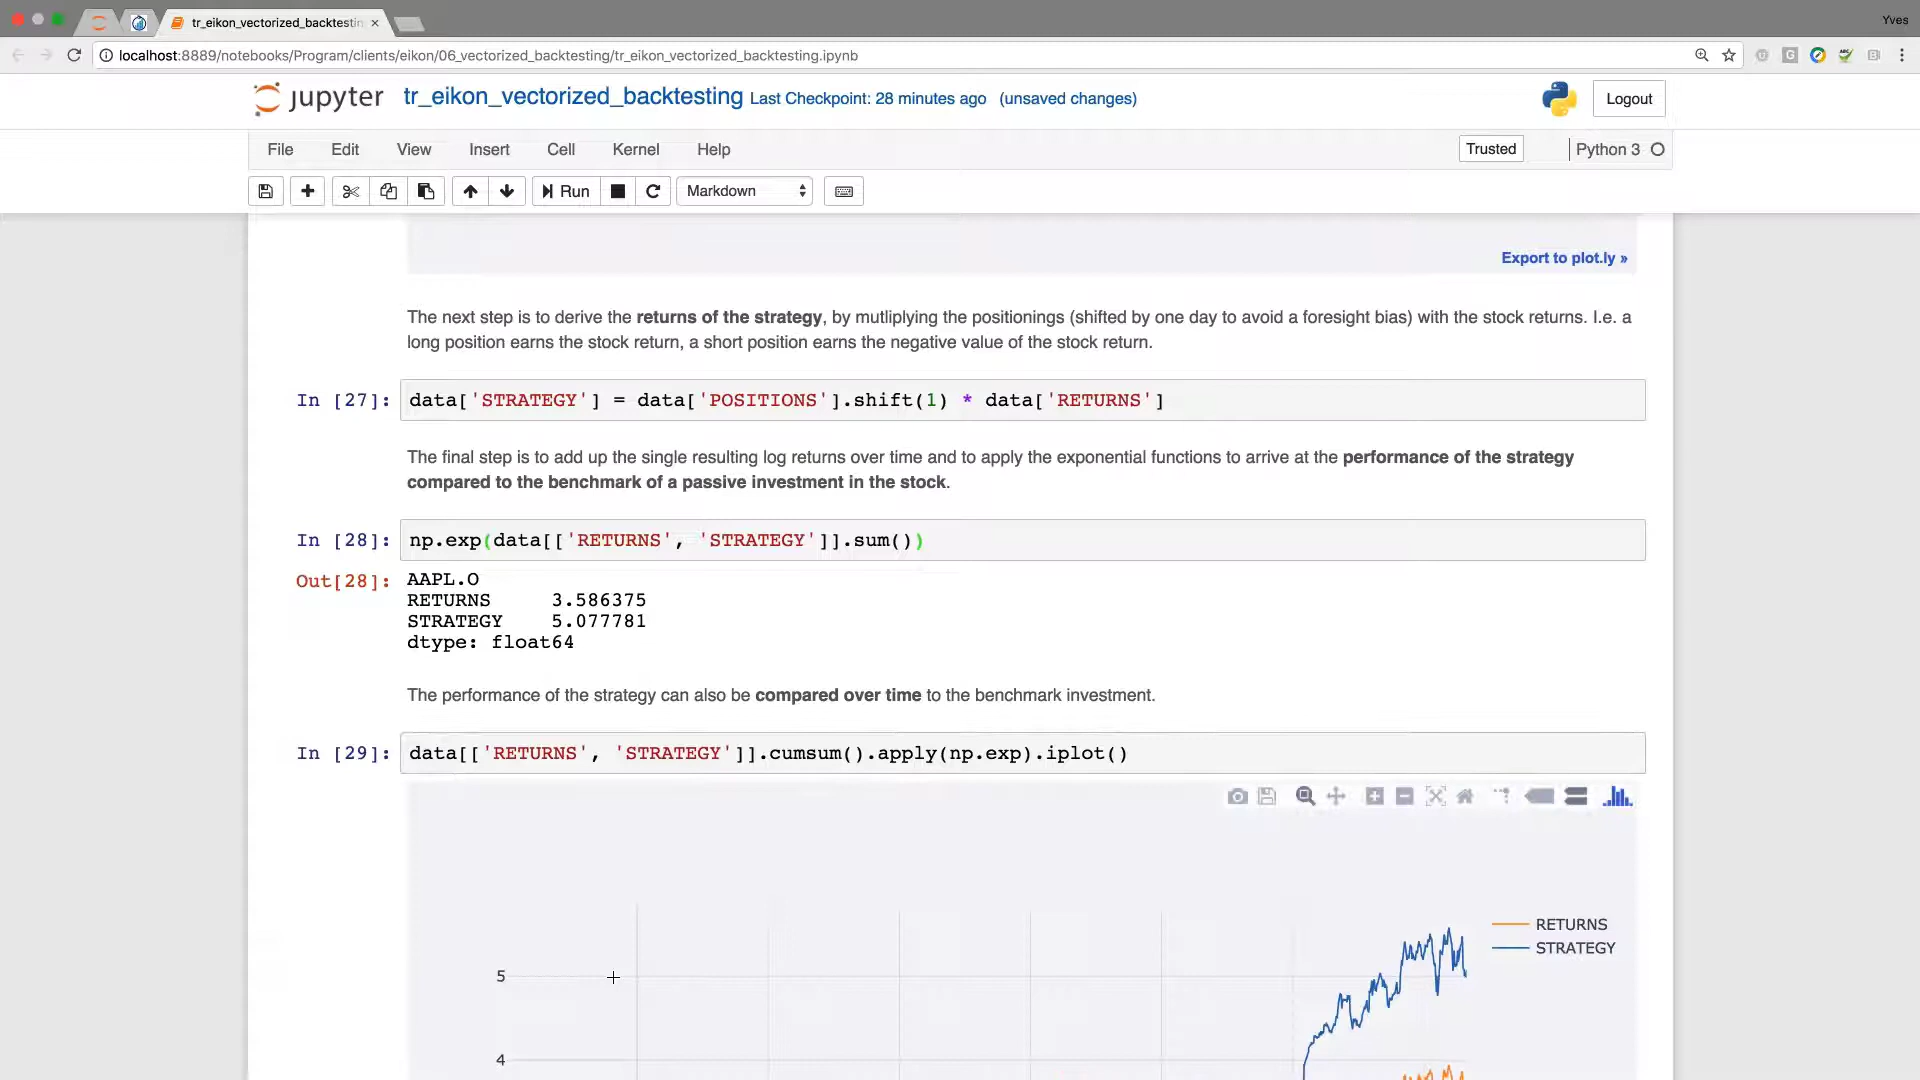 Yves
tr_eikon_vectorized_backtestin
localhost:8889/notebooks/Program/clients/eikon/06_vectorized_backtesting/tr_eikon_vectorized_backtesting.ipynb
jupyter tr_eikon_vectorized_backtesting Last Checkpoint: 28 minutes ago (unsaved changes)
Logout
File Edit View Insert Cell Kernel Help
Trusted
Python 3
Run
Markdown
Export to plot.ly »
The next step is to derive the returns of the strategy, by mutliplying the positionings (shifted by one day to avoid a foresight bias) with the stock returns. I.e. a
long position earns the stock return, a short position earns the negative value of the stock return.
In [27]: data['STRATEGY'] = data['POSITIONS'].shift(1) * data['RETURNS']
The final step is to add up the single resulting log returns over time and to apply the exponential functions to arrive at the performance of the strategy
compared to the benchmark of a passive investment in the stock.
In [28]: np.exp(data[['RETURNS', 'STRATEGY']].sum())
Out[28]: AAPL.O
RETURNS 3.586375
STRATEGY 5.077781
dtype: float64
The performance of the strategy can also be compared over time to the benchmark investment.
In [29]: data[['RETURNS', 'STRATEGY']].cumsum().apply(np.exp).iplot()
RETURNS
STRATEGY
5
4